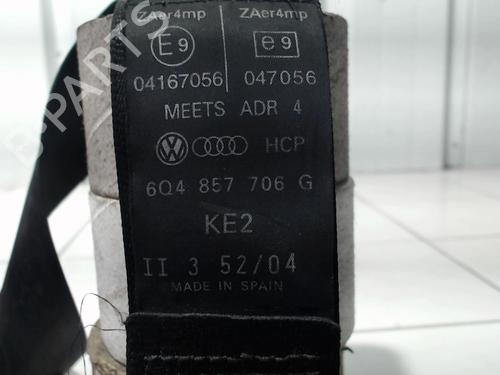 ZAer4mp ZAer4mp
E9 e9
04167056 047056
MEETS ADR 4
HCP
6Q4 857 706 G
KE2
II 3 52/04
MADE IN SPAIN